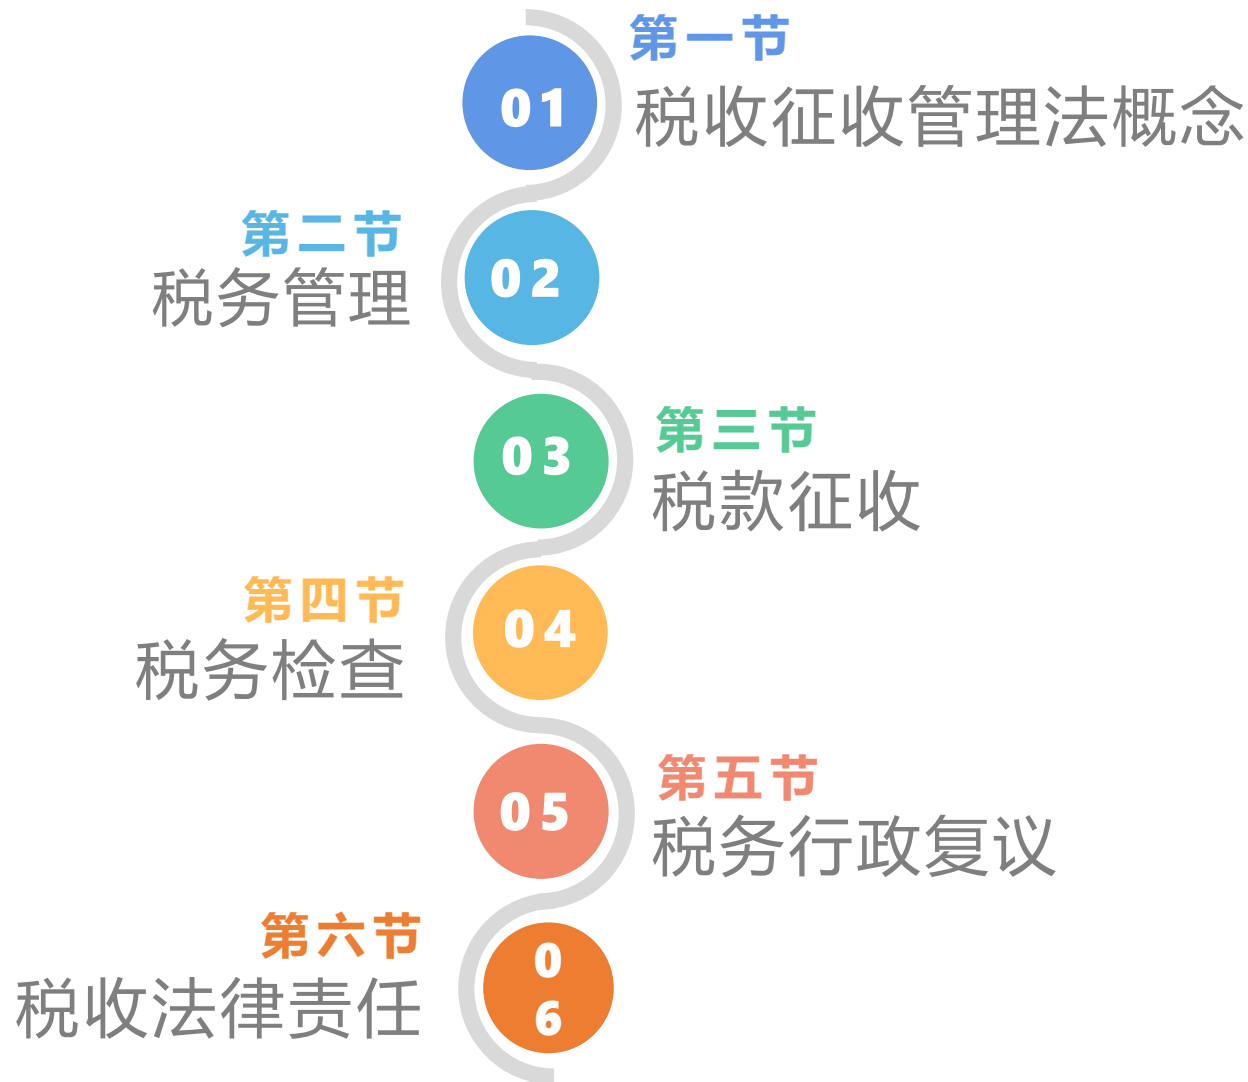 第一节
01
税收征收管理法概念
第二节
税务管理
02
第三节
03
税款征收
第四节
税务检查
04
第五节
05
税务行政复议
第六节
税收法律责任
0
6